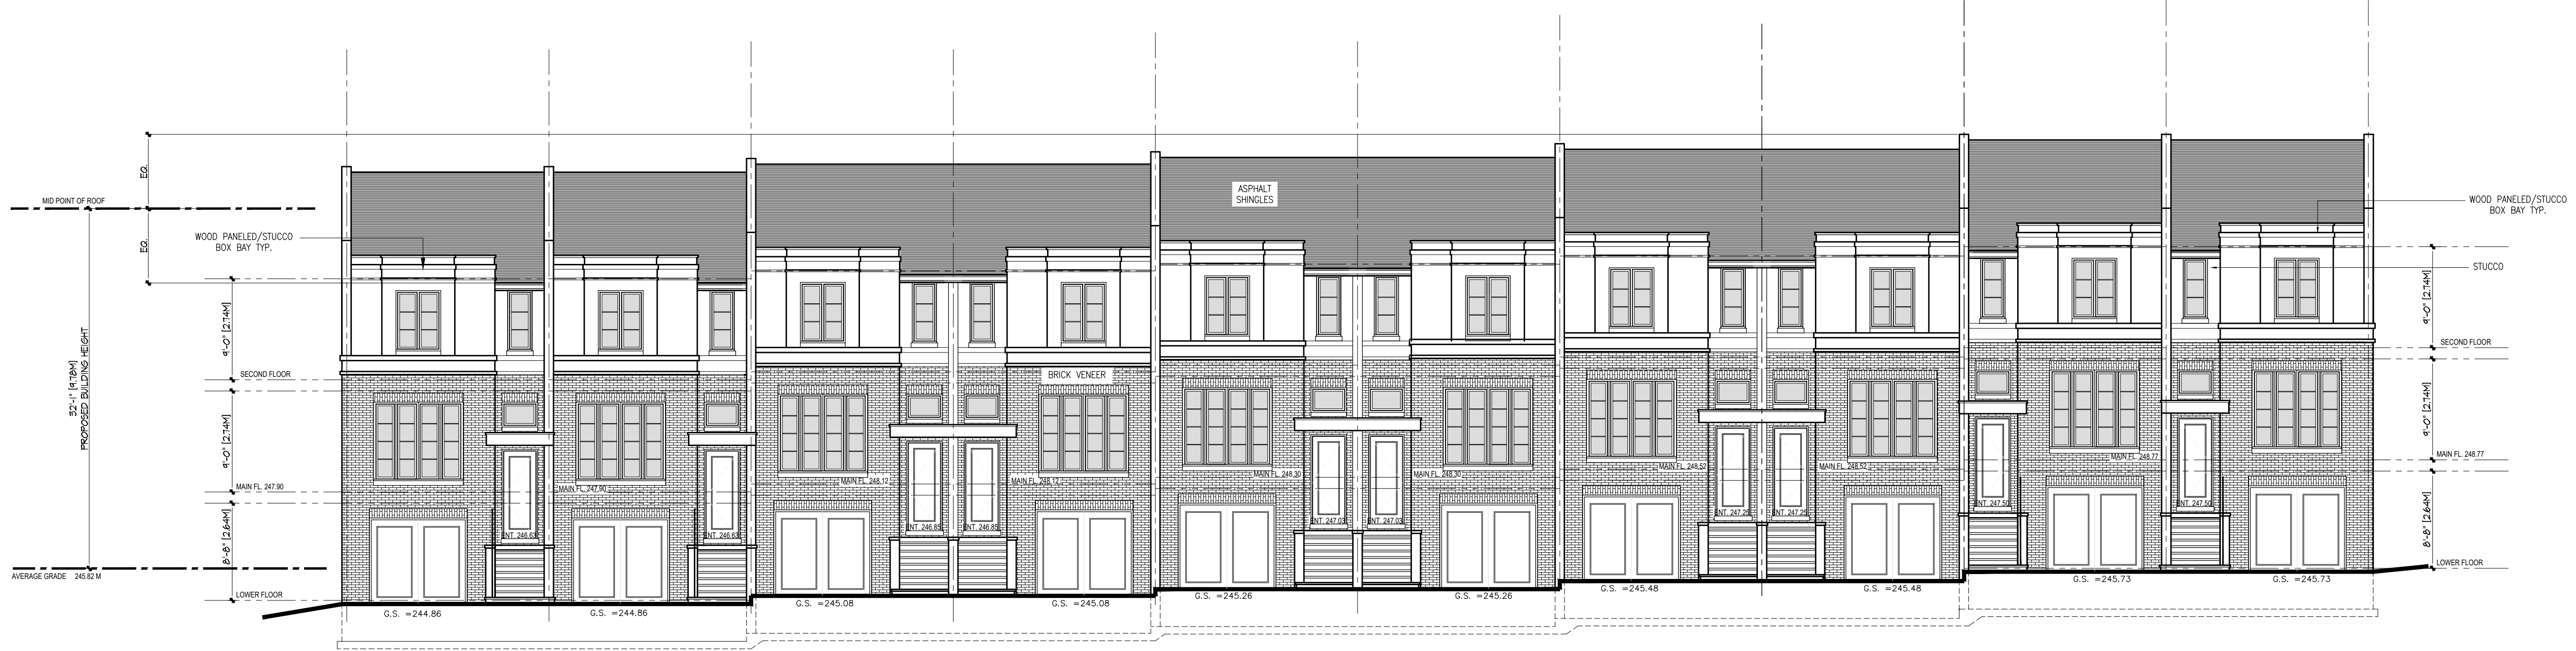 ASPHALT
SHINGLES
MID POINT OF ROOF
WOOD PANELED/STUCCO
BOX BAY TYP.
WOOD PANELED/STUCCO
BOX BAY TYP.
STUCCO
EQ.
EQ.
9'-0" [2.74M]
9'-0" [2.74M]
8'-8" [2.64M]
32'-1" [9.78M]
PROPOSED BUILDING HEIGHT
SECOND FLOOR
BRICK VENEER
SECOND FLOOR
9'-0" [2.74M]
9'-0" [2.74M]
8'-8" [2.64M]
MAIN FL. 247.90
MAIN FL. 247.90
MAIN FL. 248.12
MAIN FL. 248.12
MAIN FL. 248.30
MAIN FL. 248.30
MAIN FL. 248.52
MAIN FL. 248.52
MAIN FL. 248.77
MAIN FL. 248.77
ENT. 246.63
ENT. 246.63
ENT. 246.85
ENT. 246.85
ENT. 247.03
ENT. 247.03
ENT. 247.25
ENT. 247.25
ENT. 247.50
ENT. 247.50
AVERAGE GRADE 245.82 M
LOWER FLOOR
LOWER FLOOR
G.S. =244.86
G.S. =244.86
G.S. =245.08
G.S. =245.08
G.S. =245.26
G.S. =245.26
G.S. =245.48
G.S. =245.48
G.S. =245.73
G.S. =245.73